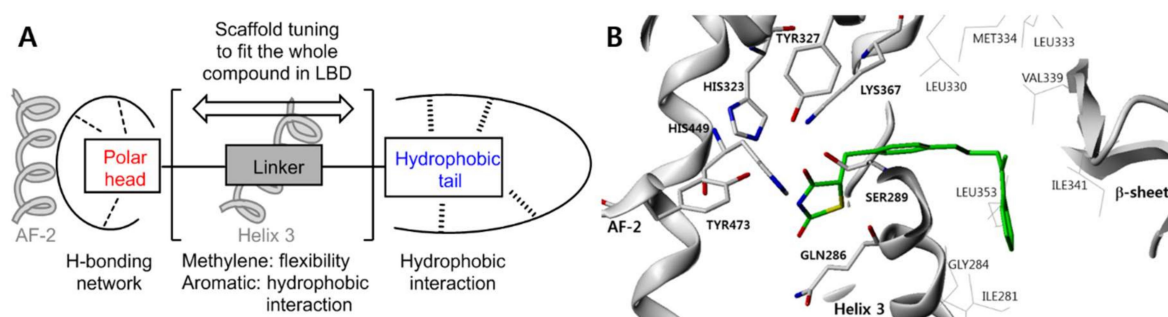 A
Scaffold tuning
to fit the whole
compound in LBD
Polar
head
Linker
Hydrophobic
tail
AF-2
Helix 3
H-bonding
network
Methylene: flexibility
Aromatic: hydrophobic
interaction
Hydrophobic
interaction
B
TYR327
MET334
LEU333
HIS323
LYS367
LEU330
VAL339
HIS449
LEU353
ILE341
β-sheet
SER289
AF-2
TYR473
GLN286
GLY284
ILE281
Helix 3